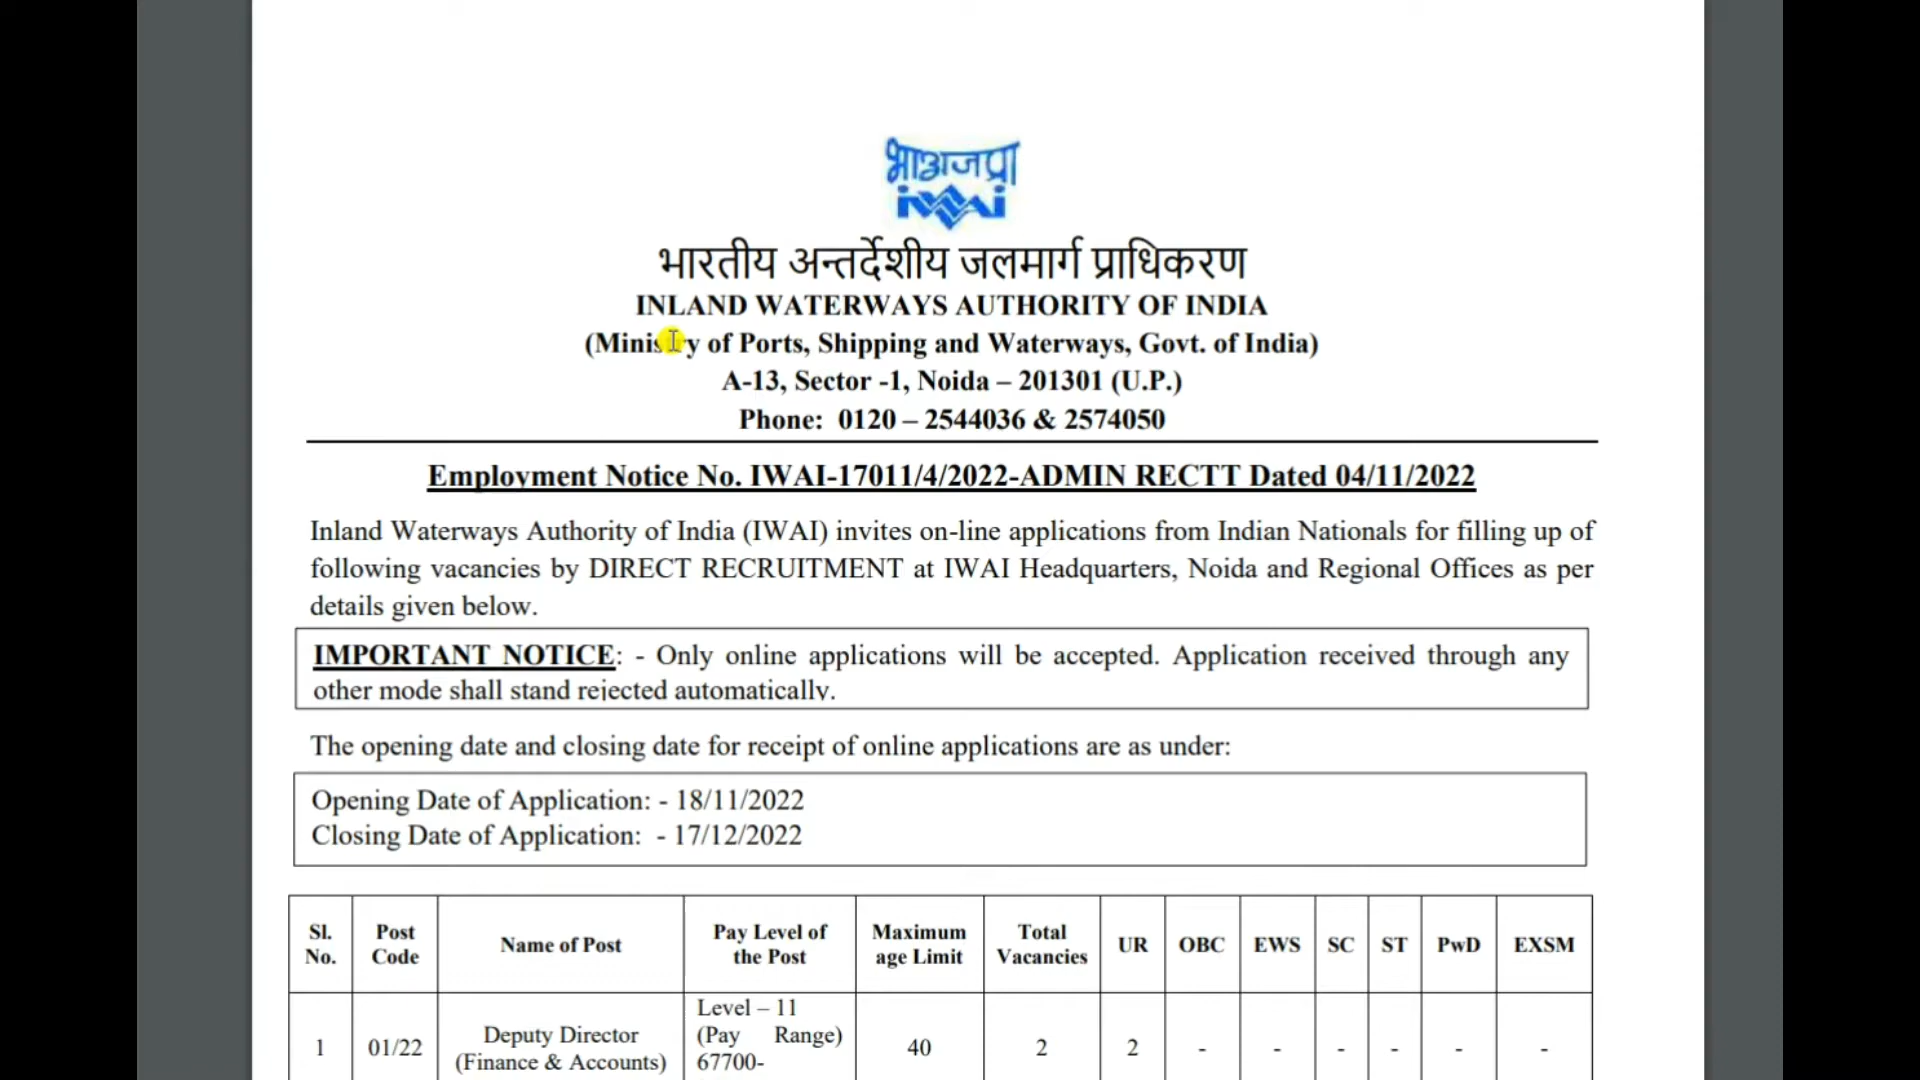 भाअजप्रा
IWAI
भारतीय अन्तर्देशीय जलमार्ग प्राधिकरण
INLAND WATERWAYS AUTHORITY OF INDIA
(Ministry of Ports, Shipping and Waterways, Govt. of India)
A-13, Sector -1, Noida – 201301 (U.P.)
Phone: 0120 – 2544036 & 2574050
Employment Notice No. IWAI-17011/4/2022-ADMIN RECTT Dated 04/11/2022
Inland Waterways Authority of India (IWAI) invites on-line applications from Indian Nationals for filling up of
following vacancies by DIRECT RECRUITMENT at IWAI Headquarters, Noida and Regional Offices as per
details given below.
IMPORTANT NOTICE: - Only online applications will be accepted. Application received through any
other mode shall stand rejected automatically.
The opening date and closing date for receipt of online applications are as under:
Opening Date of Application: - 18/11/2022
Closing Date of Application: - 17/12/2022
Sl. No. Post Code Name of Post Pay Level of the Post Maximum age Limit Total Vacancies UR OBC EWS SC ST PwD EXSM
1 01/22 Deputy Director (Finance & Accounts) Level – 11 (Pay Range) 67700- 40 2 2 - - - - - -